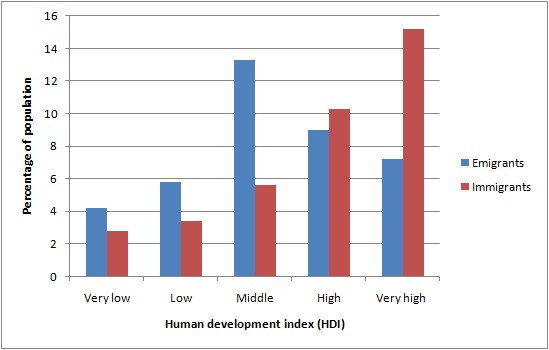 16
14
12
10
8
6
4
2
0
Percentage of population
Very low Low Middle High Very high
Human development index (HDI)
Emigrants
Immigrants